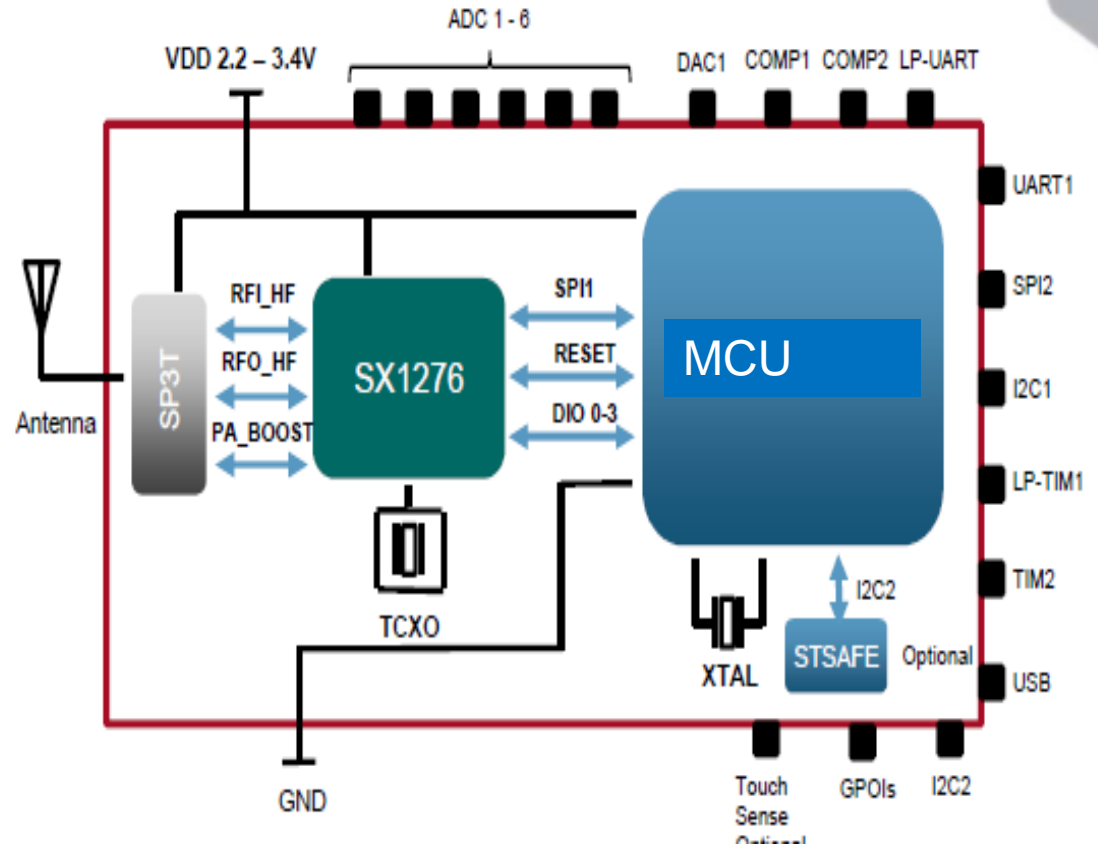 ADC 1 - 6
VDD 2.2 – 3.4V
DAC1
COMP1
COMP2
LP-UART
UART1
SPI2
I2C1
LP-TIM1
TIM2
USB
Antenna
SP3T
RFI_HF
RFO_HF
PA_BOOST
SX1276
SPI1
RESET
DIO 0-3
MCU
TCXO
XTAL
I2C2
STSAFE
Optional
GND
Touch
Sense
Optional
GPOIs
I2C2